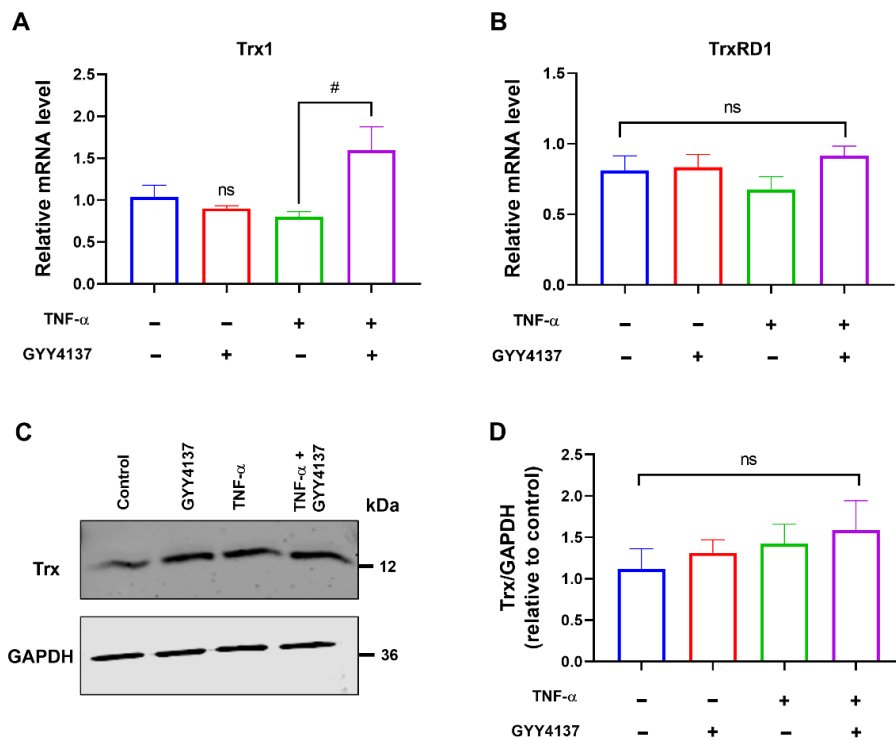 A
Trx1
Relative mRNA level
2.5
2.0
1.5
1.0
0.5
0.0
ns
#
TNF-α – – + +
GYY4137 – + – +
B
TrxRD1
Relative mRNA level
1.5
1.0
0.5
0.0
ns
TNF-α – – + +
GYY4137 – + – +
C
Control
GYY4137
TNF-α
TNF-α +
GYY4137
kDa
Trx
12
GAPDH
36
D
Trx/GAPDH
(relative to control)
2.5
2.0
1.5
1.0
0.5
0.0
ns
TNF-α – – + +
GYY4137 – + – +